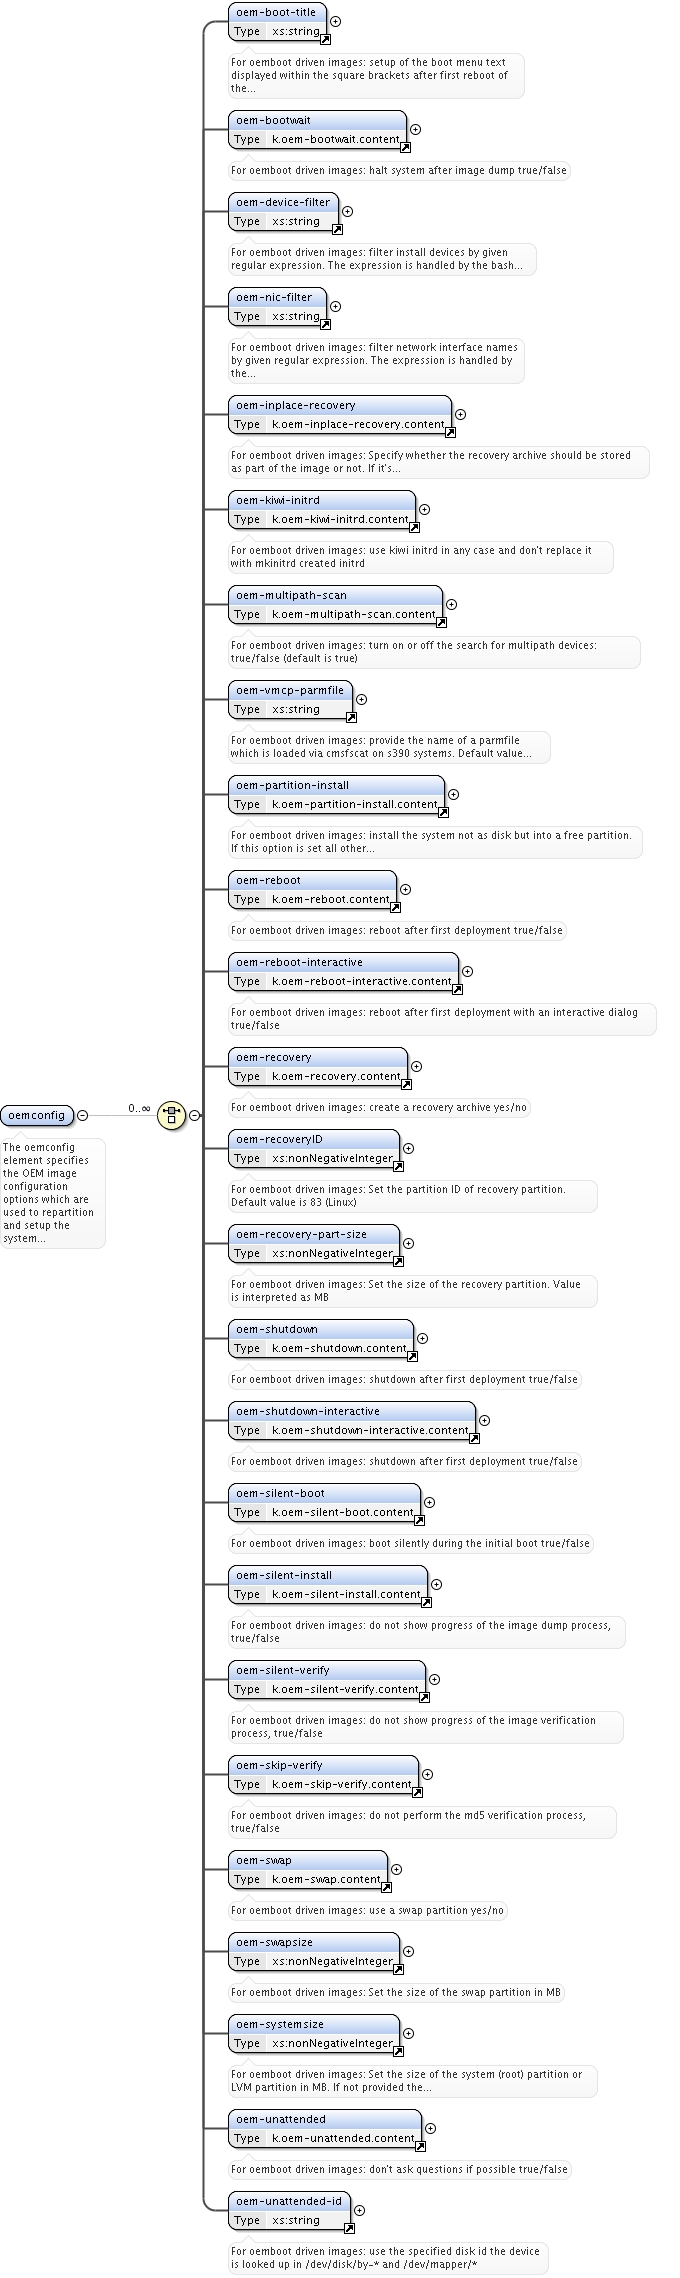 oem-boot-title
Type xs:string
For oemboot driven images: setup of the boot menu text
displayed within the square brackets after first reboot of
the...
oem-bootwait
Type k.oem-bootwait.content
For oemboot driven images: halt system after image dump true/false
oem-device-filter
Type xs:string
For oemboot driven images: filter install devices by given
regular expression. The expression is handled by the bash...
oem-nic-filter
Type xs:string
For oemboot driven images: filter network interface names
by given regular expression. The expression is handled by
the...
oem-inplace-recovery
Type k.oem-inplace-recovery.content
For oemboot driven images: Specify whether the recovery archive should be stored
as part of the image or not. If it's...
oem-kiwi-initrd
Type k.oem-kiwi-initrd.content
For oemboot driven images: use kiwi initrd in any case and don't replace it
with mkinitrd created initrd
oem-multipath-scan
Type k.oem-multipath-scan.content
For oemboot driven images: turn on or off the search for multipath devices:
true/false (default is true)
oem-vmcp-parmfile
Type xs:string
For oemboot driven images: provide the name of a parmfile
which is loaded via cmsfscat on s390 systems. Default value...
oem-partition-install
Type k.oem-partition-install.content
For oemboot driven images: install the system not as disk but into a free partition.
If this option is set all other...
oem-reboot
Type k.oem-reboot.content
For oemboot driven images: reboot after first deployment true/false
oem-reboot-interactive
Type k.oem-reboot-interactive.content
For oemboot driven images: reboot after first deployment with an interactive dialog
true/false
oem-recovery
Type k.oem-recovery.content
For oemboot driven images: create a recovery archive yes/no
oemconfig
0..∞
The oemconfig
element specifies
the OEM image
configuration
options which are
used to repartition
and setup the
system...
oem-recoveryID
Type xs:nonNegativeInteger
For oemboot driven images: Set the partition ID of recovery partition.
Default value is 83 (Linux)
oem-recovery-part-size
Type xs:nonNegativeInteger
For oemboot driven images: Set the size of the recovery partition. Value
is interpreted as MB
oem-shutdown
Type k.oem-shutdown.content
For oemboot driven images: shutdown after first deployment true/false
oem-shutdown-interactive
Type k.oem-shutdown-interactive.content
For oemboot driven images: shutdown after first deployment true/false
oem-silent-boot
Type k.oem-silent-boot.content
For oemboot driven images: boot silently during the initial boot true/false
oem-silent-install
Type k.oem-silent-install.content
For oemboot driven images: do not show progress of the image dump process,
true/false
oem-silent-verify
Type k.oem-silent-verify.content
For oemboot driven images: do not show progress of the image verification
process, true/false
oem-skip-verify
Type k.oem-skip-verify.content
For oemboot driven images: do not perform the md5 verification process,
true/false
oem-swap
Type k.oem-swap.content
For oemboot driven images: use a swap partition yes/no
oem-swapsize
Type xs:nonNegativeInteger
For oemboot driven images: Set the size of the swap partition in MB
oem-systemsize
Type xs:nonNegativeInteger
For oemboot driven images: Set the size of the system (root) partition or
LVM partition in MB. If not provided the...
oem-unattended
Type k.oem-unattended.content
For oemboot driven images: don't ask questions if possible true/false
oem-unattended-id
Type xs:string
For oemboot driven images: use the specified disk id the device
is looked up in /dev/disk/by-* and /dev/mapper/*